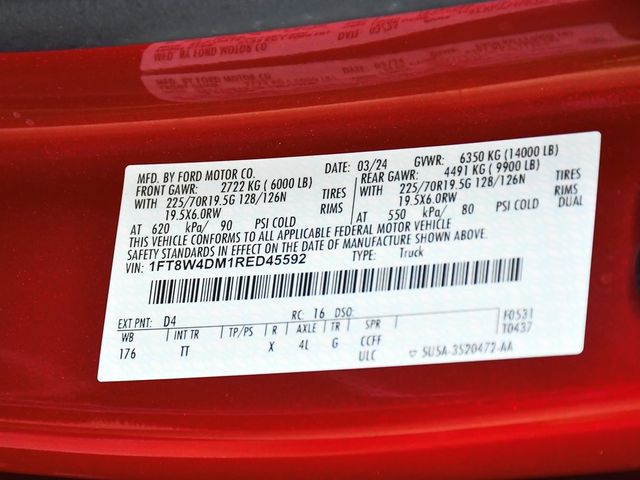 MFD. BY FORD MOTOR CO.
DATE: 03/24 GVWR: 6350 KG (14000 LB)
FRONT GAWR: 2722 KG (6000 LB)
REAR GAWR: 4491 KG (9900 LB)
WITH 225/70R19.5G 128/126N TIRES
WITH 225/70R19.5G 128/126N TIRES
19.5X6.0RW RIMS
19.5X6.0RW RIMS
AT 620 kPa/ 90 PSI COLD
AT 550 kPa/ 80 PSI COLD DUAL
THIS VEHICLE CONFORMS TO ALL APPLICABLE FEDERAL MOTOR VEHICLE
SAFETY STANDARDS IN EFFECT ON THE DATE OF MANUFACTURE SHOWN ABOVE.
VIN: 1FT8W4DM1RED45592
TYPE: Truck
EXT PNT: D4 RC: 16 DSO:
F0531
T0437
WB INT TR TP/PS R AXLE TR SPR
176 TT X 4L G CCFF
ULC
SU5A-3520472-AA